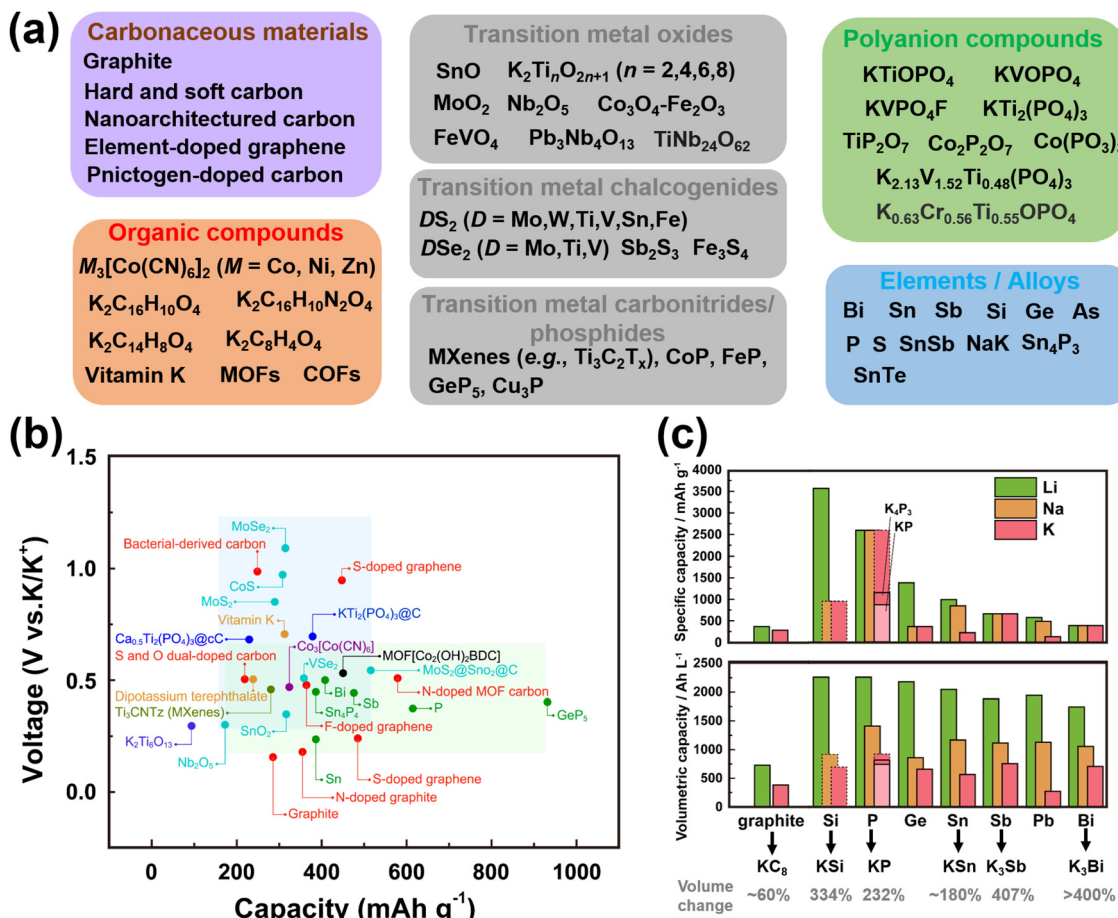 (a)
Carbonaceous materials
Graphite
Hard and soft carbon
Nanoarchitectured carbon
Element-doped graphene
Pnictogen-doped carbon
Organic compounds
M₃[Co(CN)₆]₂ (M = Co, Ni, Zn)
K₂C₁₆H₁₀O₄ K₂C₁₆H₁₀N₂O₄
K₂C₁₄H₈O₄ K₂C₈H₄O₄
Vitamin K MOFs COFs
Transition metal oxides
SnO K₂TiₙO₂ₙ₊₁ (n = 2,4,6,8)
MoO₂ Nb₂O₅ Co₃O₄-Fe₂O₃
FeVO₄ Pb₃Nb₄O₁₃ TiNb₂₄O₆₂
Transition metal chalcogenides
DS₂ (D = Mo,W,Ti,V,Sn,Fe)
DSe₂ (D = Mo,Ti,V) Sb₂S₃ Fe₃S₄
Transition metal carbonitrides/
phosphides
MXenes (e.g., Ti₃C₂Tₓ), CoP, FeP,
GeP₅, Cu₃P
Polyanion compounds
KTiOPO₄ KVOPO₄
KVPO₄F KTi₂(PO₄)₃
TiP₂O₇ Co₂P₂O₇ Co(PO₃)
K₂.₁₃V₁.₅₂Ti₀.₄₈(PO₄)₃
K₀.₆₃Cr₀.₅₆Ti₀.₅₅OPO₄
Elements / Alloys
Bi Sn Sb Si Ge As
P S SnSb NaK Sn₄P₃
SnTe
(b)
Voltage (V vs.K/K⁺)
1.5
1.0
0.5
0.0
MoSe₂
Bacterial-derived carbon
S-doped graphene
CoS
MoS₂
KTi₂(PO₄)₃@C
Vitamin K
Ca₀.₅Ti₂(PO₄)₃@cC
Co₃[Co(CN)₆]
S and O dual-doped carbon
VSe₂
MOF[Co₂(OH)₂BDC]
MoS₂@Sno₂@C
Dipotassium terephthalate
Bi
Sb
N-doped MOF carbon
Ti₃CNTz (MXenes)
Sn₄P₄
P
GeP₅
SnO₂
F-doped graphene
K₂Ti₆O₁₃
Nb₂O₅
Sn
S-doped graphene
N-doped graphite
Graphite
0 200 400 600 800 1000
Capacity (mAh g⁻¹)
(c)
Specific capacity / mAh g⁻¹
4000
3500
3000
2500
2000
1500
1000
500
0
K₄P₃
KP
Li
Na
K
Volumetric capacity / Ah L⁻¹
2500
2000
1500
1000
500
0
graphite Si P Ge Sn Sb Pb Bi
KC₈ KSi KP KSn K₃Sb K₃Bi
Volume
change
~60% 334% 232% ~180% 407% >400%